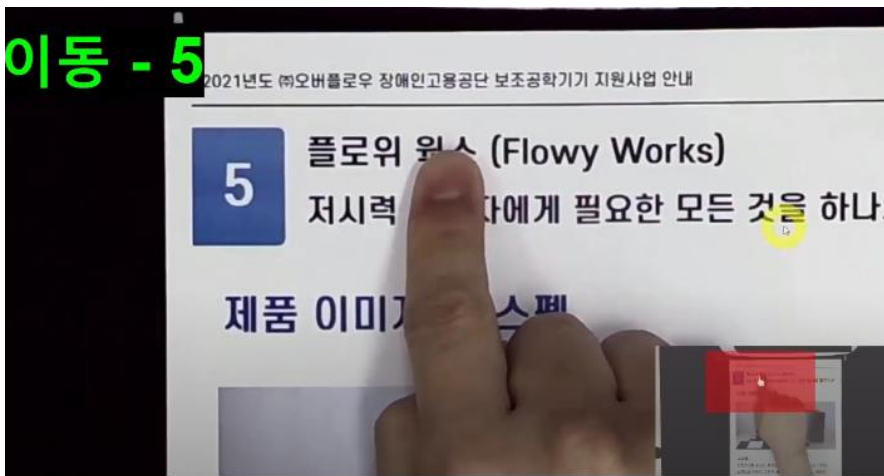 이동 - 5
2021년도 ㈜오버플로우 장애인고용공단 보조공학기기 지원사업 안내
5
플로위 웍스 (Flowy Works)
저시력 에게 필요한 모든 것을 하나
제품 이미지 스펙